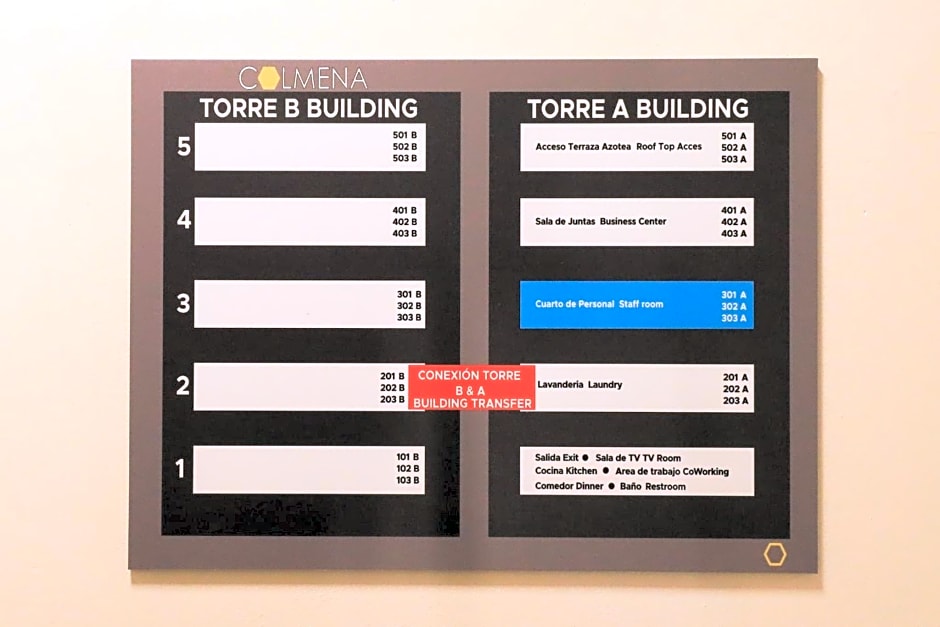 COLMENA
TORRE B BUILDING
5
501 B
502 B
503 B
4
401 B
402 B
403 B
3
301 B
302 B
303 B
2
201 B
202 B
203 B
1
101 B
102 B
103 B
CONEXIÓN TORRE
B & A
BUILDING TRANSFER
TORRE A BUILDING
Acceso Terraza Azotea Roof Top Acces
501 A
502 A
503 A
Sala de Juntas Business Center
401 A
402 A
403 A
Cuarto de Personal Staff room
301 A
302 A
303 A
Lavanderia Laundry
201 A
202 A
203 A
Salida Exit ● Sala de TV TV Room
Cocina Kitchen ● Area de trabajo CoWorking
Comedor Dinner ● Baño Restroom